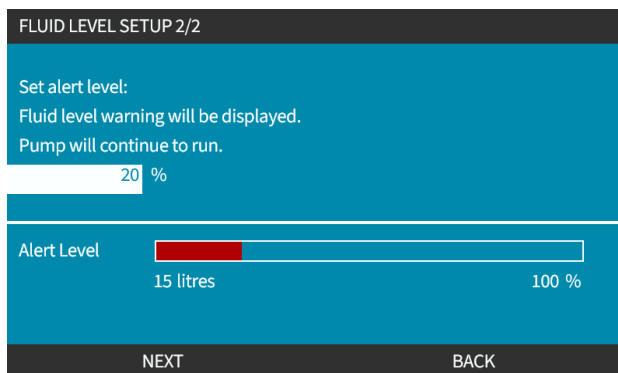 FLUID LEVEL SETUP 2/2
Set alert level:
Fluid level warning will be displayed.
Pump will continue to run.
20 %
Alert Level
15 litres 100 %
NEXT BACK